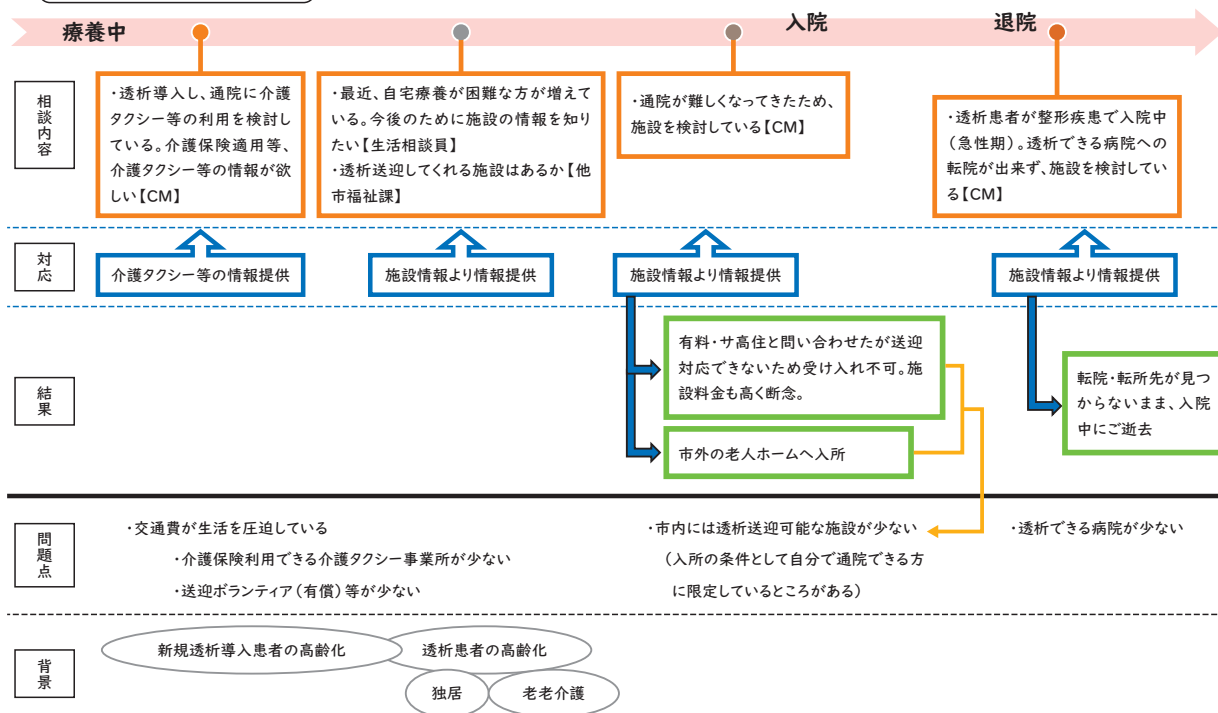 療養中
入院
退院
相談内容
・透析導入し、通院に介護
タクシー等の利用を検討し
ている。介護保険適用等、
介護タクシー等の情報が欲
しい【CM】
・最近、自宅療養が困難な方が増えて
いる。今後のために施設の情報を知り
たい【生活相談員】
・透析送迎してくれる施設はあるか【他
市福祉課】
・通院が難しくなってきたため、
施設を検討している【CM】
・透析患者が整形疾患で入院中
(急性期)。透析できる病院への
転院が出来ず、施設を検討してい
る【CM】
対応
介護タクシー等の情報提供
施設情報より情報提供
施設情報より情報提供
施設情報より情報提供
結果
有料・サ高住と問い合わせたが送迎
対応できないため受け入れ不可。施
設料金も高く断念。
市外の老人ホームへ入所
転院・転所先が見つ
からないまま、入院
中にご逝去
問題点
・交通費が生活を圧迫している
・介護保険利用できる介護タクシー事業所が少ない
・送迎ボランティア(有償)等が少ない
・市内には透析送迎可能な施設が少ない
(入所の条件として自分で通院できる方
に限定しているところがある)
・透析できる病院が少ない
背景
新規透析導入患者の高齢化
透析患者の高齢化
独居
老老介護